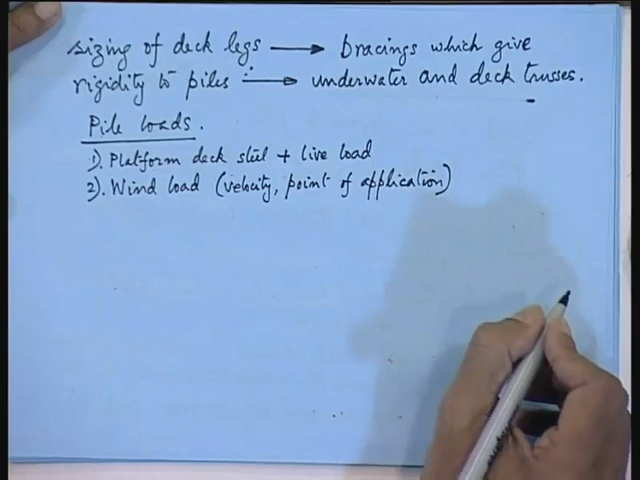 sizing of deck legs ⟶ bracings which give
rigidity to piles ⟶ underwater and deck trusses.
Pile loads.
1). Platform deck steel + live load
2). Wind load (velocity, point of application)